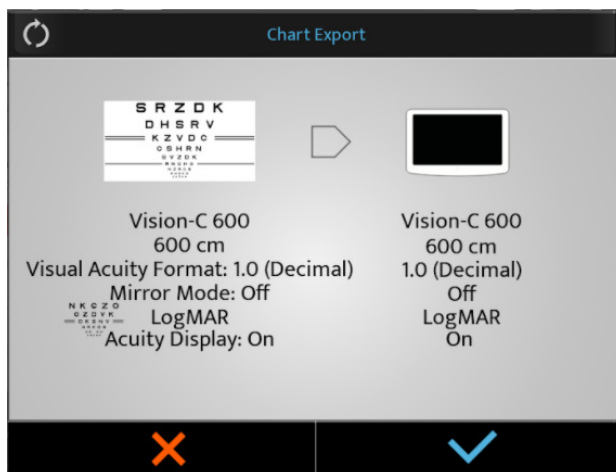 Chart Export
S R Z D K
D H S R V
K Z V D C
C S H R N
S V Z D K
Vision-C 600
600 cm
Visual Acuity Format: 1.0 (Decimal)
Mirror Mode: Off
N K C Z O
LogMAR
Acuity Display: On
Vision-C 600
600 cm
1.0 (Decimal)
Off
LogMAR
On